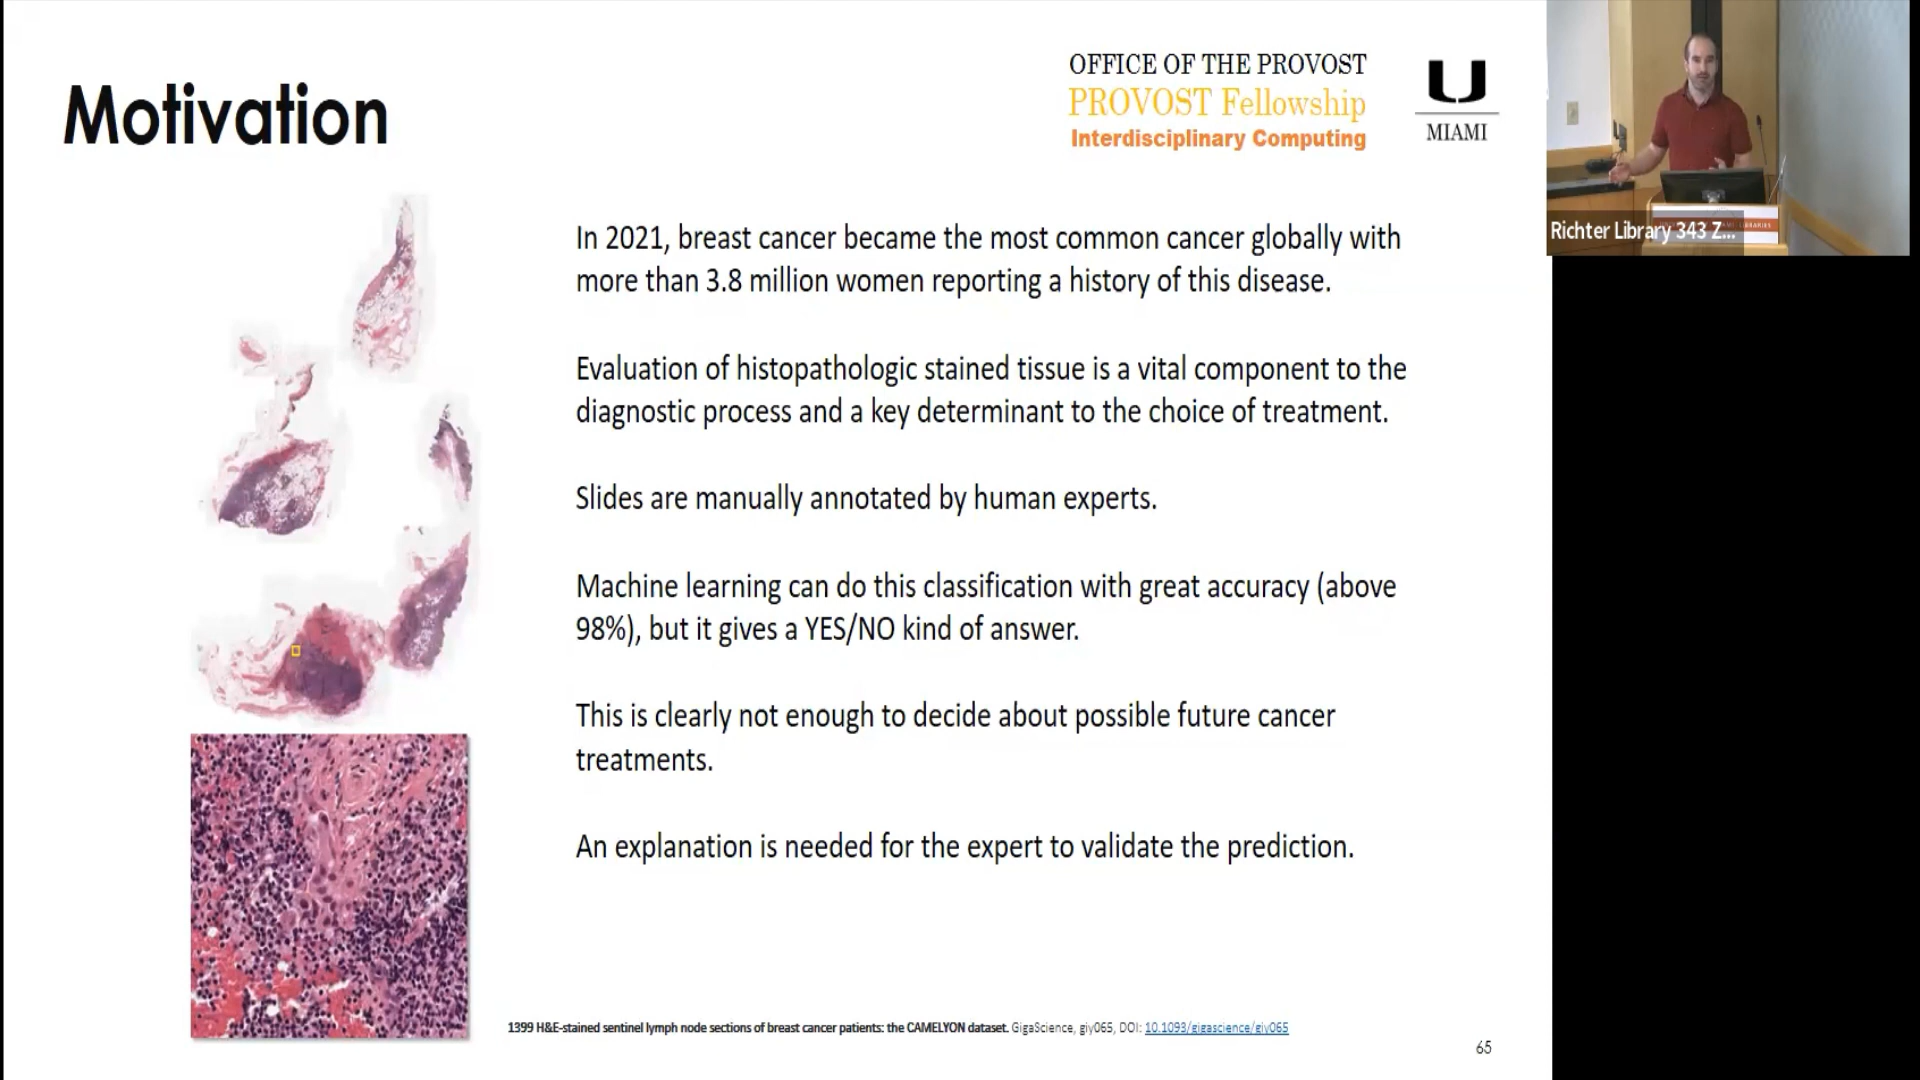 Motivation
OFFICE OF THE PROVOST
PROVOST Fellowship
Interdisciplinary Computing
U
MIAMI
In 2021, breast cancer became the most common cancer globally with
more than 3.8 million women reporting a history of this disease.
Evaluation of histopathologic stained tissue is a vital component to the
diagnostic process and a key determinant to the choice of treatment.
Slides are manually annotated by human experts.
Machine learning can do this classification with great accuracy (above
98%), but it gives a YES/NO kind of answer.
This is clearly not enough to decide about possible future cancer
treatments.
An explanation is needed for the expert to validate the prediction.
1399 H&E-stained sentinel lymph node sections of breast cancer patients: the CAMELYON dataset. GigaScience, giy065, DOI: 10.1093/gigascience/giy065
65
Richter Library 343 Z...